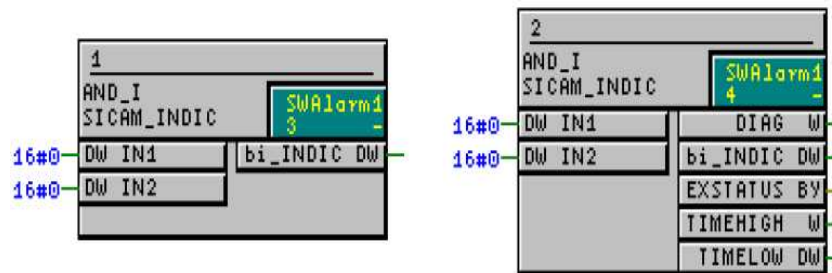 1
AND_I
SICAM_INDIC
SWAlarm1
3 -
16#0 DW IN1 bi_INDIC DW
16#0 DW IN2
2
AND_I
SICAM_INDIC
SWAlarm1
4 -
16#0 DW IN1 DIAG W
16#0 DW IN2 bi_INDIC DW
EXSTATUS BY
TIMEHIGH W
TIMELOW DW